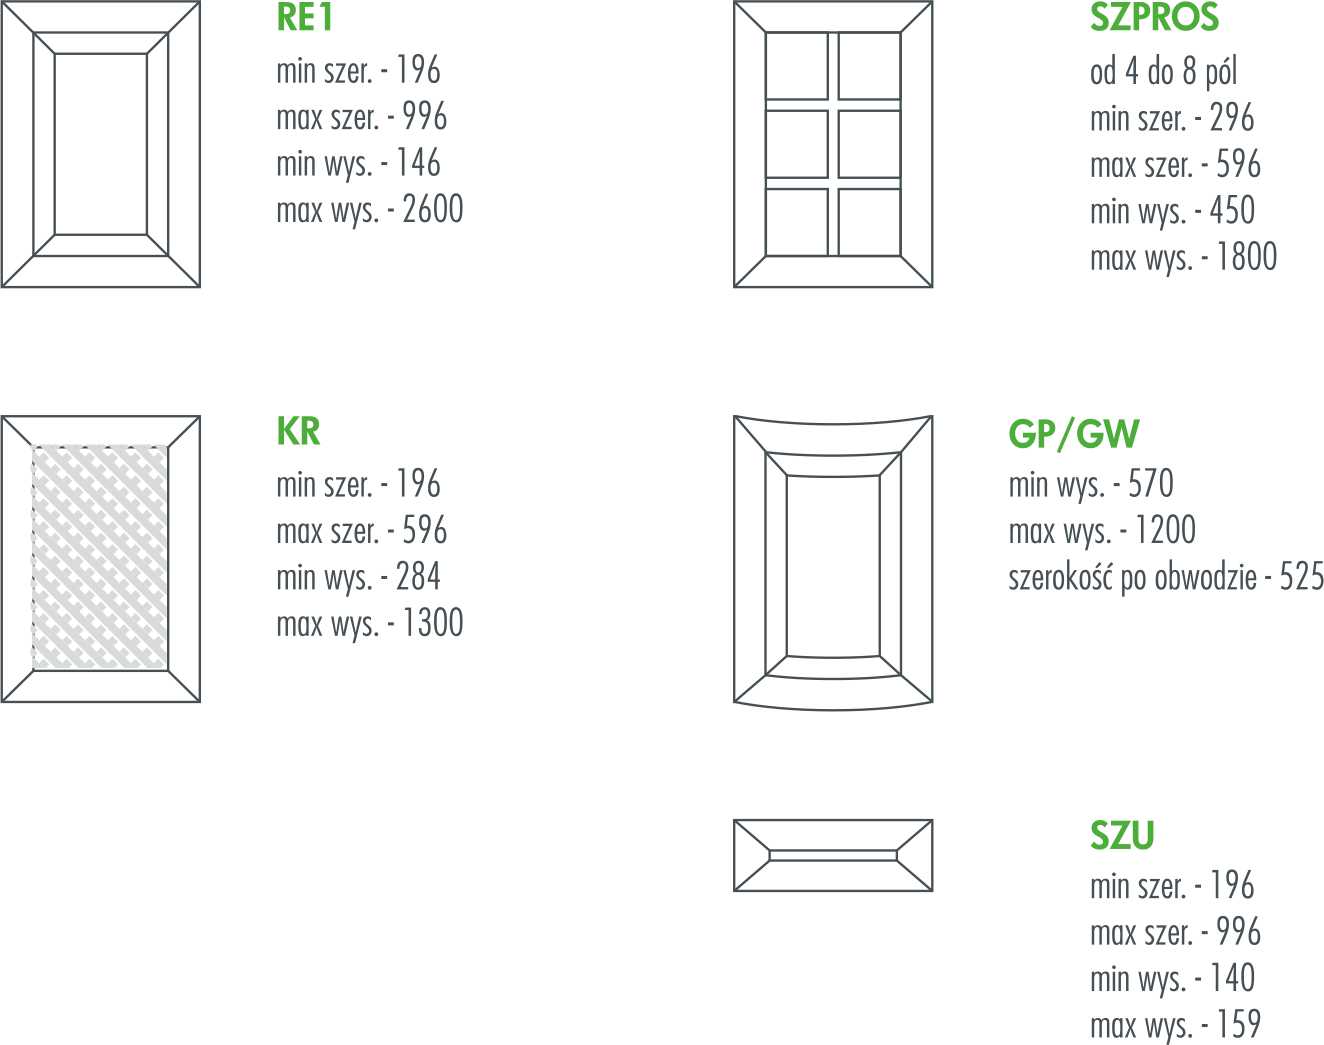 RE1
min szer. - 196
max szer. - 996
min wys. - 146
max wys. - 2600
SZPROS
od 4 do 8 pól
min szer. - 296
max szer. - 596
min wys. - 450
max wys. - 1800
KR
min szer. - 196
max szer. - 596
min wys. - 284
max wys. - 1300
GP/GW
min wys. - 570
max wys. - 1200
szerokość po obwodzie - 525
SZU
min szer. - 196
max szer. - 996
min wys. - 140
max wys. - 159